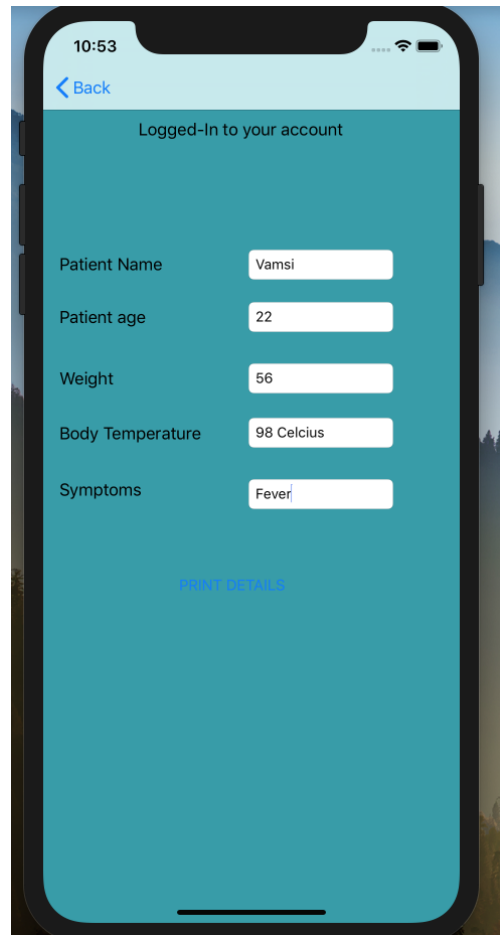 10:53
Back
Logged-In to your account
Patient Name
Vamsi
Patient age
22
Weight
56
Body Temperature
98 Celcius
Symptoms
Fever
PRINT DETAILS